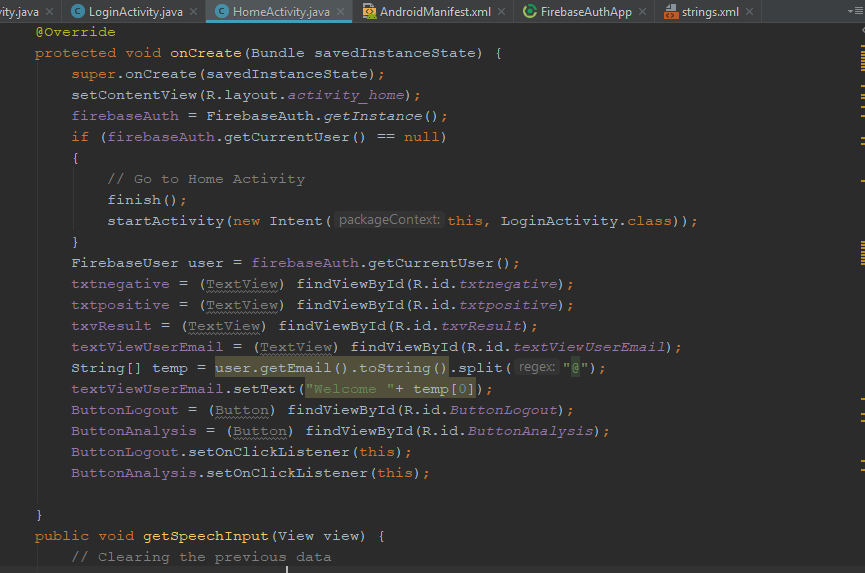 ity.java LoginActivity.java HomeActivity.java AndroidManifest.xml FirebaseAuthApp strings.xml
@Override
protected void onCreate(Bundle savedInstanceState) {
super.onCreate(savedInstanceState);
setContentView(R.layout.activity_home);
firebaseAuth = FirebaseAuth.getInstance();
if (firebaseAuth.getCurrentUser() == null)
{
// Go to Home Activity
finish();
startActivity(new Intent( packageContext: this, LoginActivity.class));
}
FirebaseUser user = firebaseAuth.getCurrentUser();
txtnegative = (TextView) findViewById(R.id.txtnegative);
txtpositive = (TextView) findViewById(R.id.txtpositive);
txvResult = (TextView) findViewById(R.id.txvResult);
textViewUserEmail = (TextView) findViewById(R.id.textViewUserEmail);
String[] temp = user.getEmail().toString().split( regex: "@");
textViewUserEmail.setText("Welcome "+ temp[0]);
ButtonLogout = (Button) findViewById(R.id.ButtonLogout);
ButtonAnalysis = (Button) findViewById(R.id.ButtonAnalysis);
ButtonLogout.setOnClickListener(this);
ButtonAnalysis.setOnClickListener(this);
}
public void getSpeechInput(View view) {
// Clearing the previous data